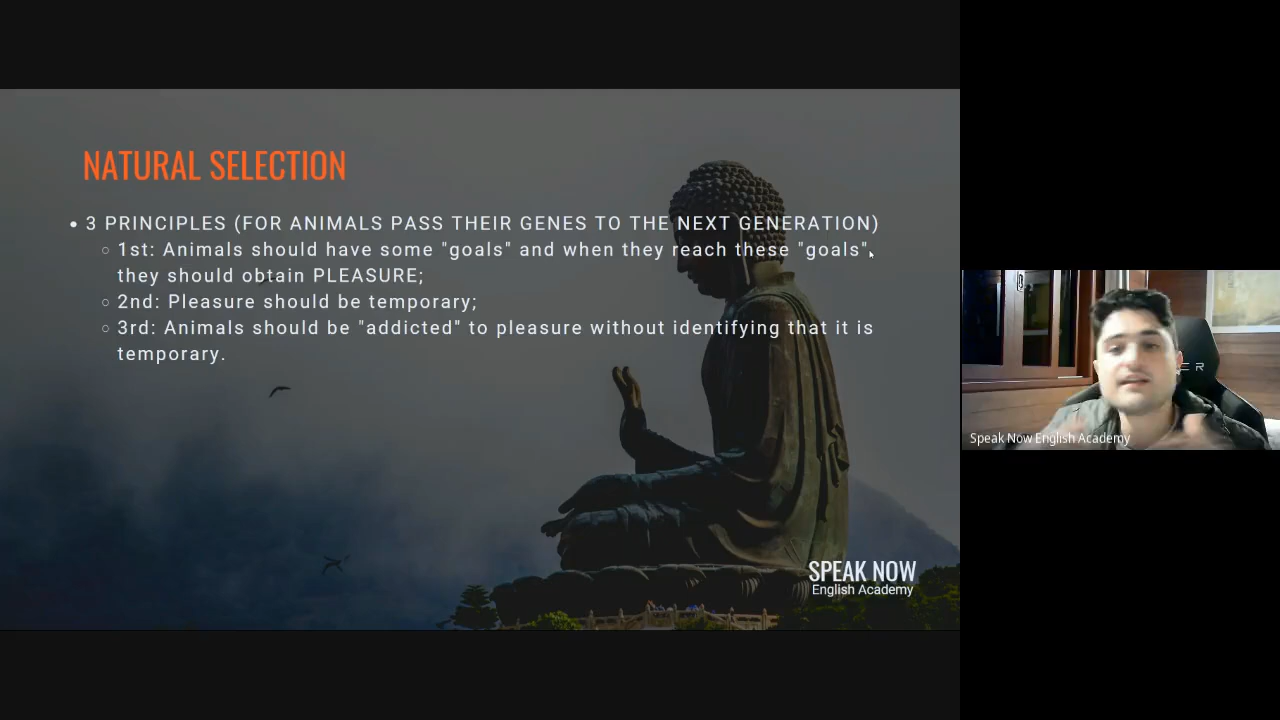 NATURAL SELECTION
• 3 PRINCIPLES (FOR ANIMALS PASS THEIR GENES TO THE NEXT GENERATION)
○ 1st: Animals should have some "goals" and when they reach these "goals",
they should obtain PLEASURE;
○ 2nd: Pleasure should be temporary;
○ 3rd: Animals should be "addicted" to pleasure without identifying that it is
temporary.
SPEAK NOW
English Academy
Speak Now English Academy